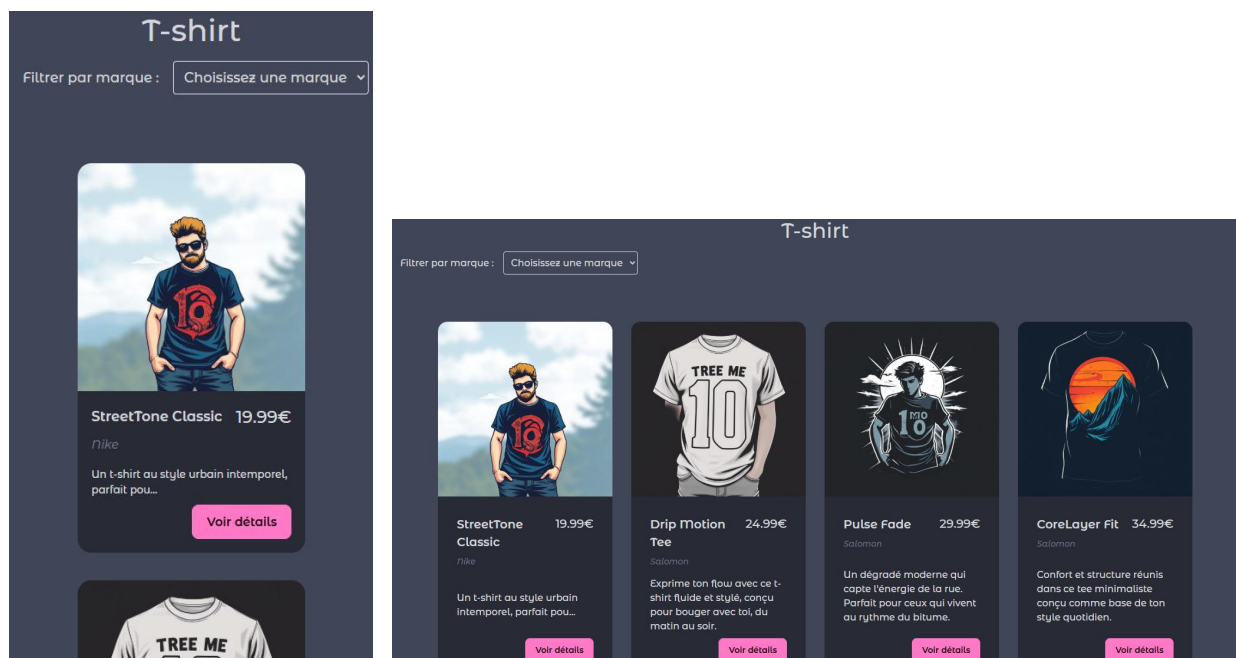 T-shirt
Filtrer par marque :
Choisissez une marque
StreetTone Classic
19.99€
Nike
Un t-shirt au style urbain intemporel,
parfait pou...
Voir détails
TREE ME
T-shirt
Filtrer par marque :
Choisissez une marque
StreetTone
Classic
19.99€
Nike
Un t-shirt au style urbain
intemporel, parfait pou...
Voir détails
TREE ME
10
Drip Motion
Tee
24.99€
Salomon
Exprime ton flow avec ce t-
shirt fluide et stylé, conçu
pour bouger avec toi, du
matin au soir.
Voir détails
Pulse Fade
29.99€
Salomon
Un dégradé moderne qui
capte l'énergie de la rue.
Parfait pour ceux qui vivent
au rythme du bitume.
Voir détails
CoreLayer Fit
34.99€
Salomon
Confort et structure réunis
dans ce tee minimaliste
conçu comme base de ton
style quotidien.
Voir détails